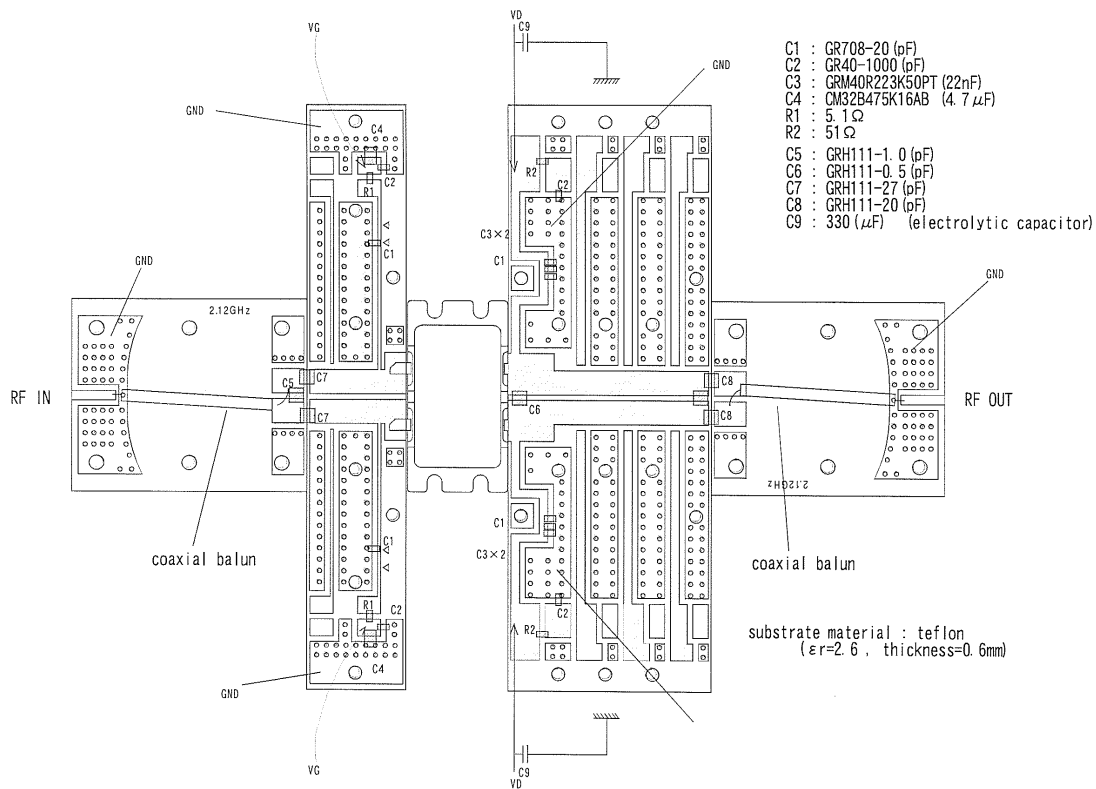 VD
C9
VG
GND
C1 : GR708-20 (pF)
C2 : GR40-1000 (pF)
C3 : GRM40R223K50PT (22nF)
C4 : CM32B475K16AB (4.7μF)
R1 : 5.1Ω
R2 : 51Ω
C5 : GRH111-1.0 (pF)
C6 : GRH111-0.5 (pF)
C7 : GRH111-27 (pF)
C8 : GRH111-20 (pF)
C9 : 330 (μF) (electrolytic capacitor)
GND
C4
C2
R1
R2
C2
C3×2
C1
C1
GND
GND
2.12GHz
RF IN
C5
C7
C7
C6
C8
C8
RF OUT
2.12GHz
C1
C1
C3×2
coaxial balun
coaxial balun
R1
C2
C4
C2
R2
substrate material : teflon
(εr=2.6 , thickness=0.6mm)
GND
VG
C9
VD